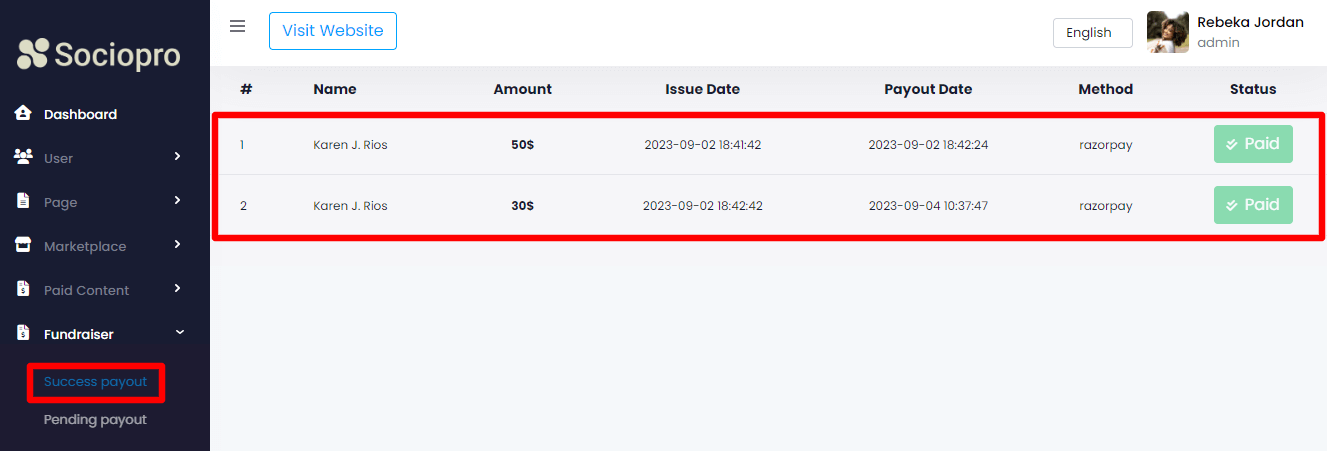 Sociopro
Dashboard
User
Page
Marketplace
Paid Content
Fundraiser
Success payout
Pending payout
Visit Website
English
Rebeka Jordan
admin
# Name Amount Issue Date Payout Date Method Status
1 Karen J. Rios 50$ 2023-09-02 18:41:42 2023-09-02 18:42:24 razorpay Paid
2 Karen J. Rios 30$ 2023-09-02 18:42:42 2023-09-04 10:37:47 razorpay Paid